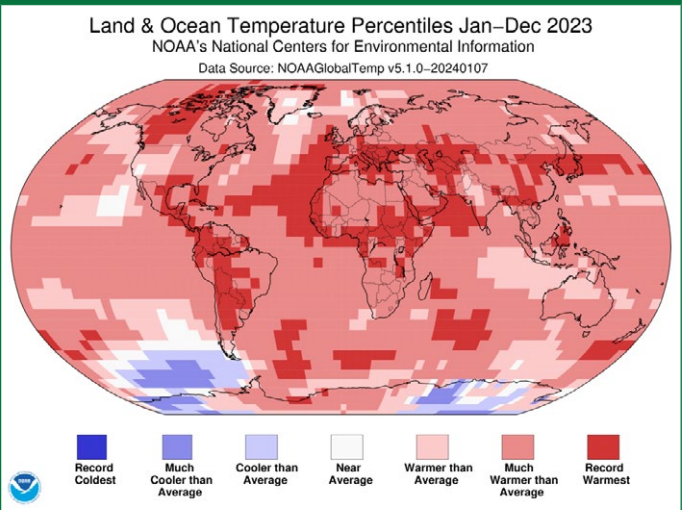 Land & Ocean Temperature Percentiles Jan–Dec 2023
NOAA's National Centers for Environmental Information
Data Source: NOAAGlobalTemp v5.1.0–20240107
Record
Coldest
Much
Cooler than
Average
Cooler than
Average
Near
Average
Warmer than
Average
Much
Warmer than
Average
Record
Warmest
NOAA